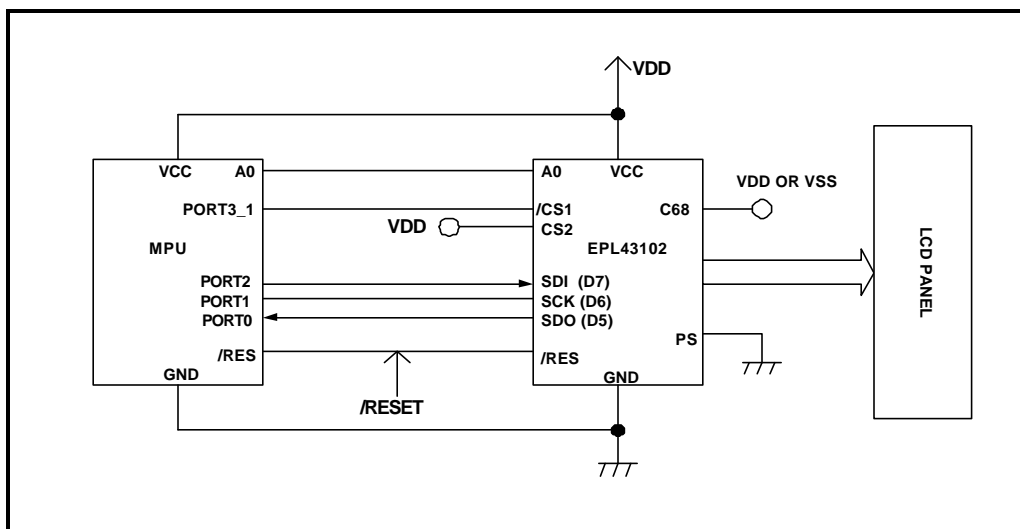 VDD
VCC A0
PORT3_1
MPU
PORT2
PORT1
PORT0
/RES
GND
/RESET
VDD
A0 VCC
/CS1 C68
CS2
EPL43102
SDI (D7)
SCK (D6)
SDO (D5)
PS
/RES
GND
VDD OR VSS
LCD PANEL